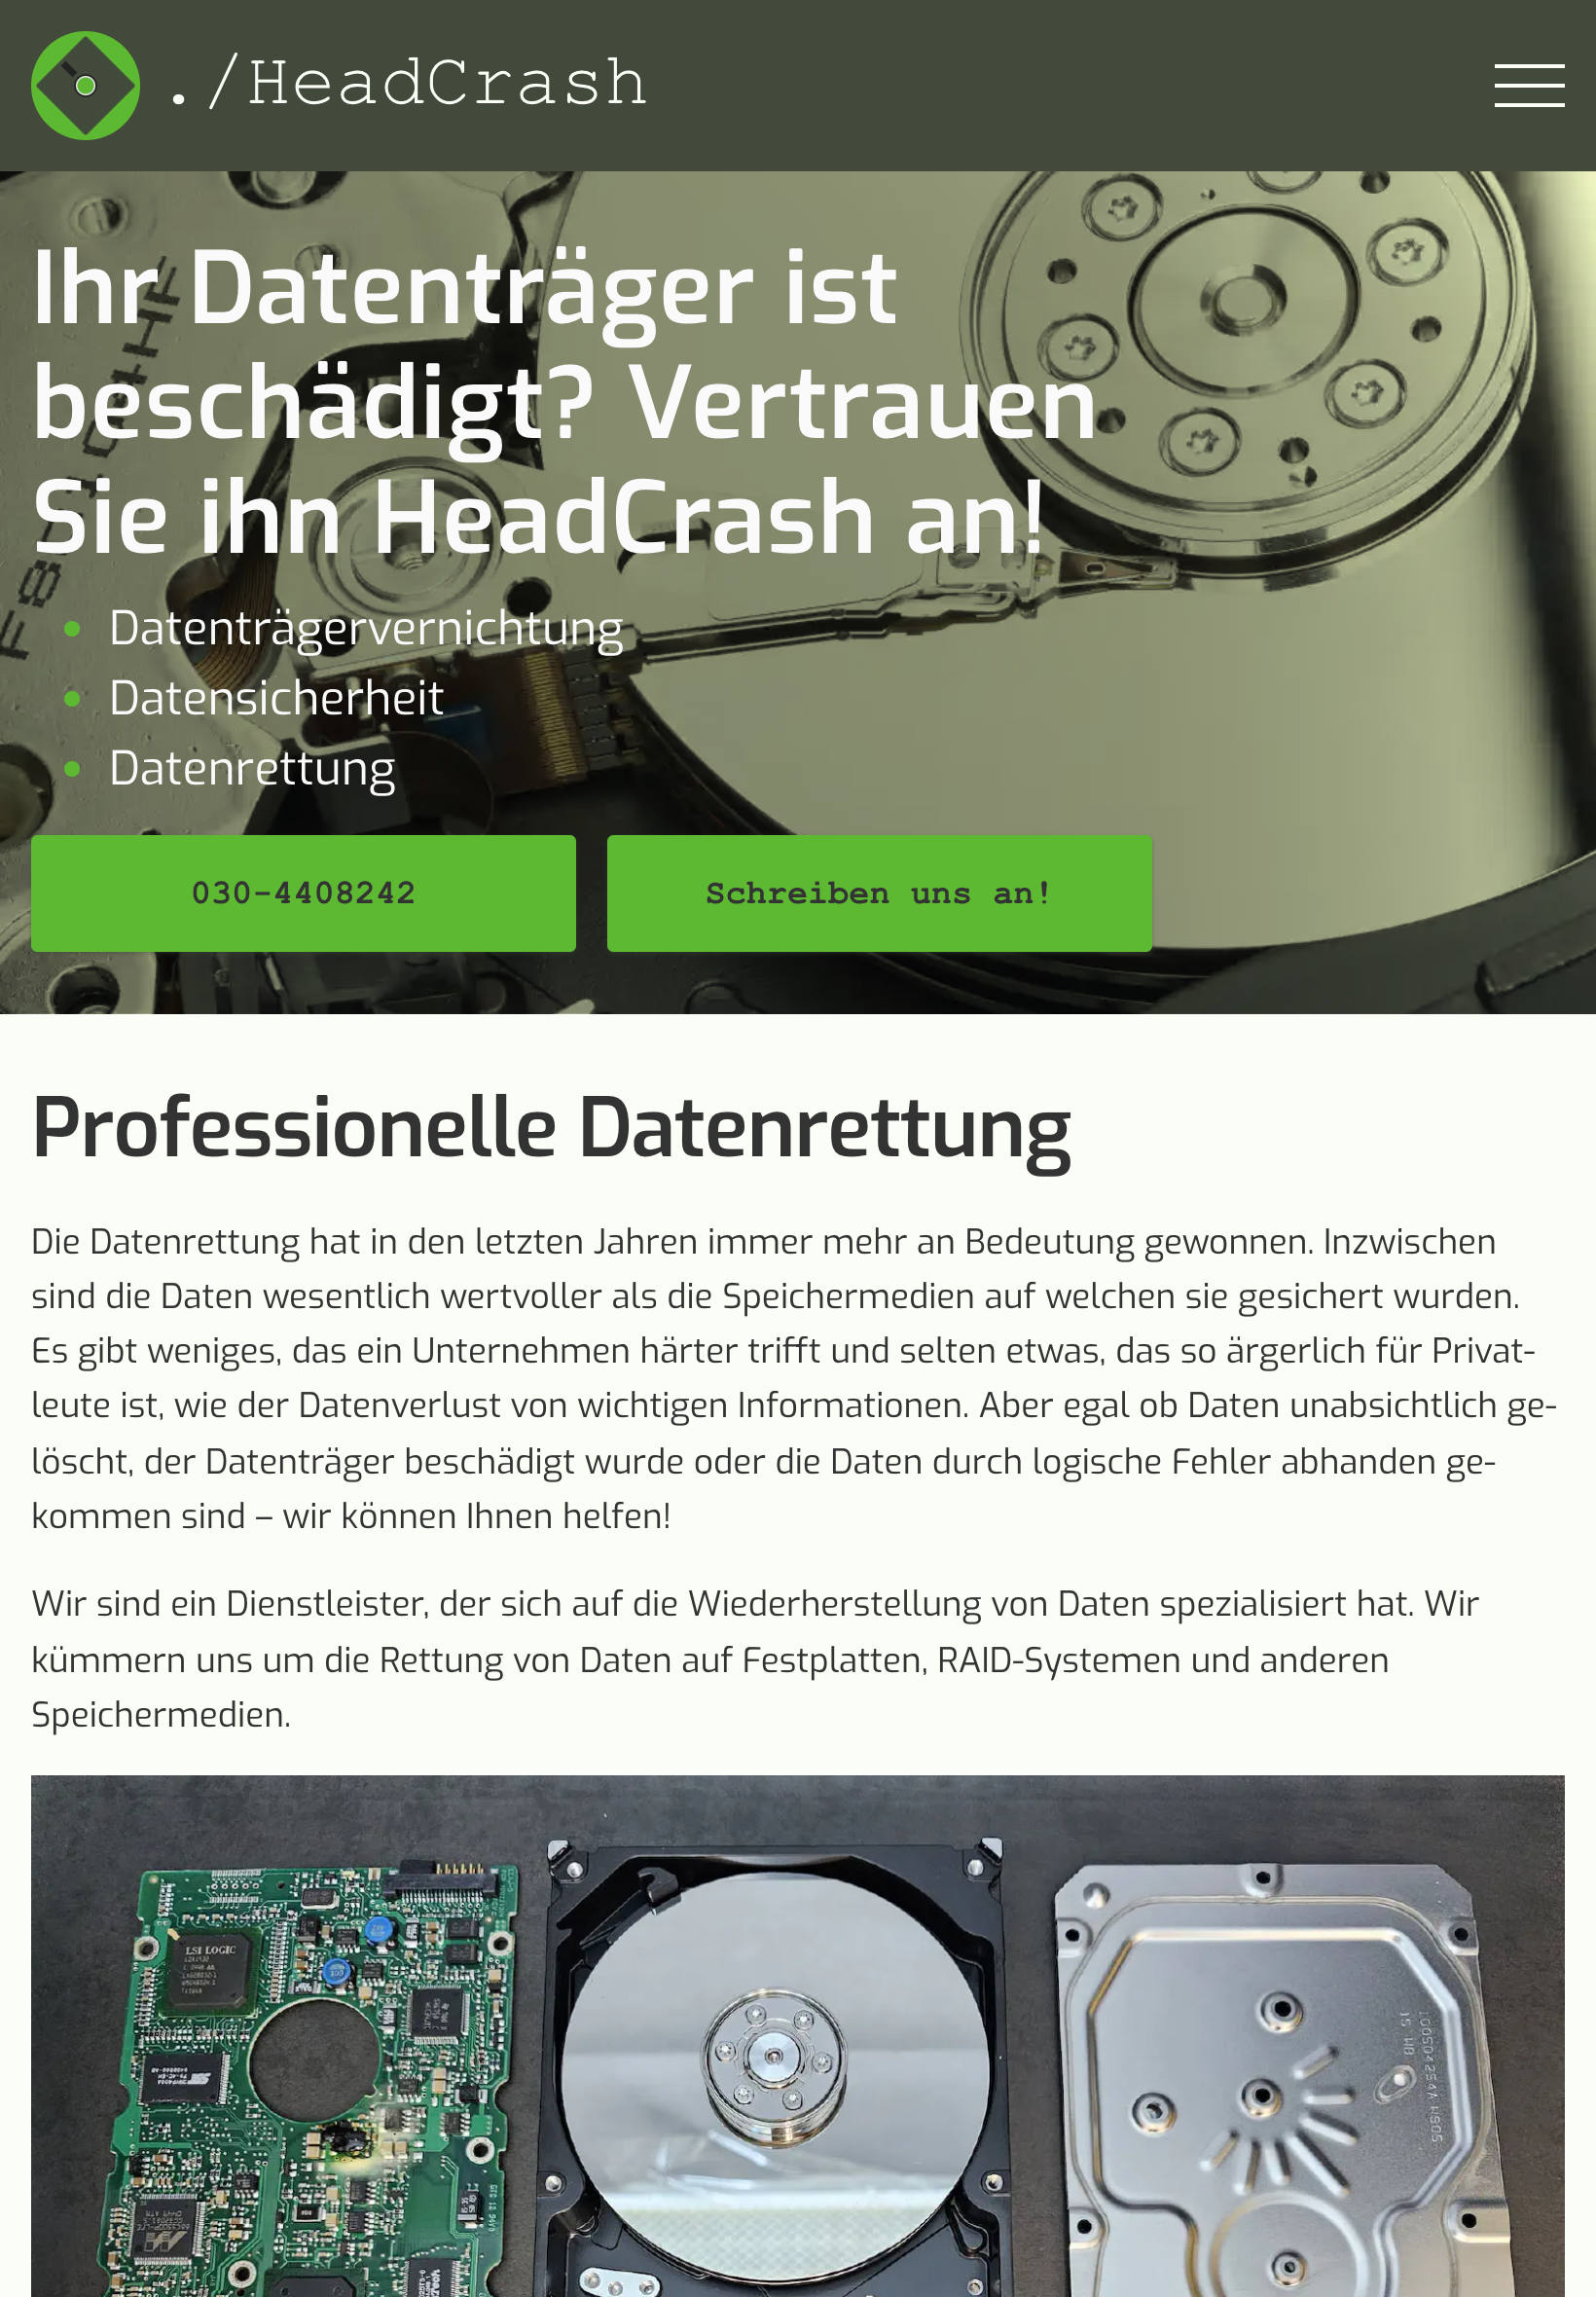 ./HeadCrash
Ihr Datenträger ist
beschädigt? Vertrauen
Sie ihn HeadCrash an!
Datenträgervernichtung
Datensicherheit
Datenrettung
030-4408242
Schreiben uns an!
Professionelle Datenrettung
Die Datenrettung hat in den letzten Jahren immer mehr an Bedeutung gewonnen. Inzwischen
sind die Daten wesentlich wertvoller als die Speichermedien auf welchen sie gesichert wurden.
Es gibt weniges, das ein Unternehmen härter trifft und selten etwas, das so ärgerlich für Privat-
leute ist, wie der Datenverlust von wichtigen Informationen. Aber egal ob Daten unabsichtlich ge-
löscht, der Datenträger beschädigt wurde oder die Daten durch logische Fehler abhanden ge-
kommen sind – wir können Ihnen helfen!
Wir sind ein Dienstleister, der sich auf die Wiederherstellung von Daten spezialisiert hat. Wir
kümmern uns um die Rettung von Daten auf Festplatten, RAID-Systemen und anderen
Speichermedien.
LSI LOGIC